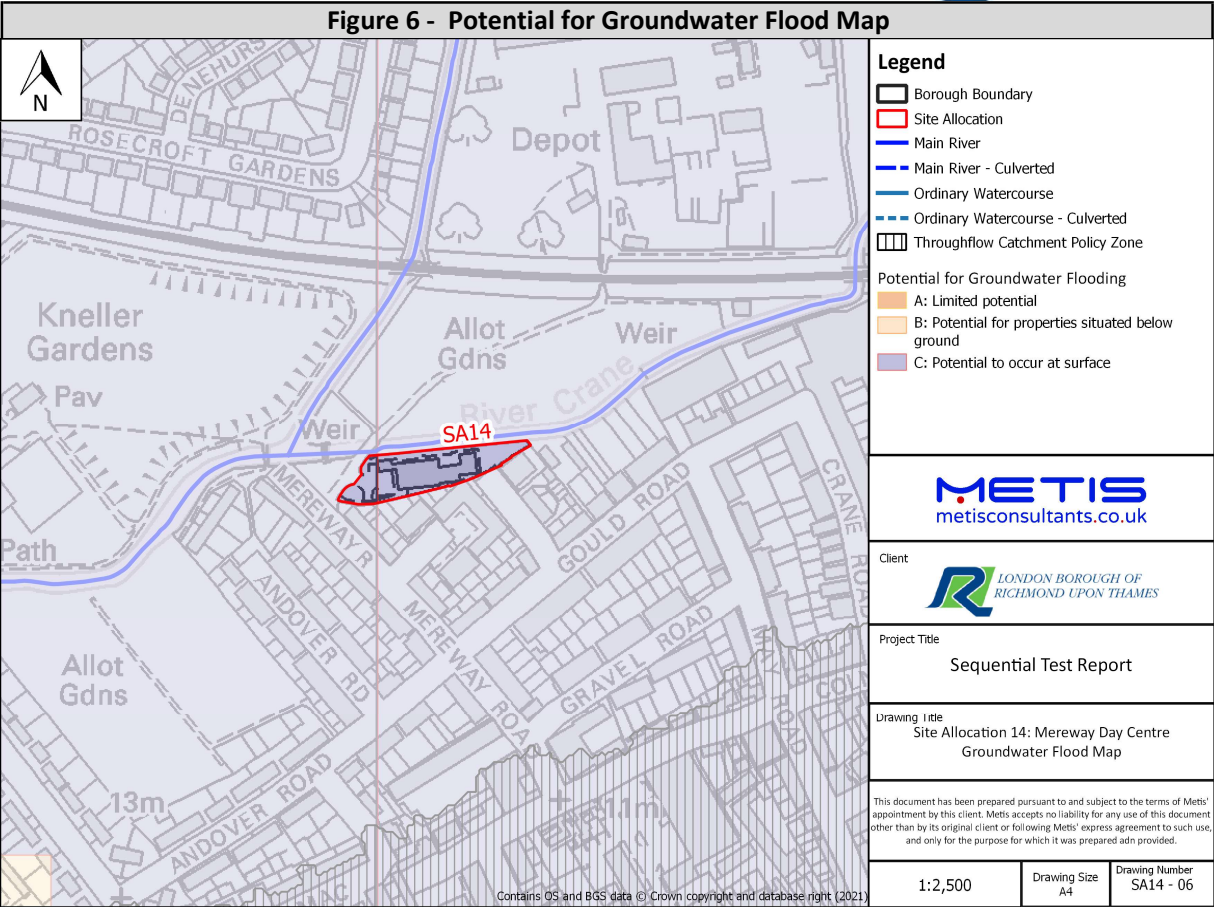 Figure 6 - Potential for Groundwater Flood Map
N
DENEHURS
ROSECROFT GARDENS
Depot
Kneller
Gardens
Allot
Gdns
Weir
Pav
River Crane
Weir
SA14
MEREWAY R
GOULD ROAD
CRANE ROAD
Path
ANDOVER RD
MEREWAY ROA
GRAVEL ROAD
MAY ROAD
COLN
Allot
Gdns
13m
11m
ANDOVER ROAD
Contains OS and BGS data © Crown copyright and database right (2021)
Legend
Borough Boundary
Site Allocation
Main River
Main River - Culverted
Ordinary Watercourse
Ordinary Watercourse - Culverted
Throughflow Catchment Policy Zone
Potential for Groundwater Flooding
A: Limited potential
B: Potential for properties situated below
ground
C: Potential to occur at surface
METIS
metisconsultants.co.uk
Client
LONDON BOROUGH OF
RICHMOND UPON THAMES
Project Title
Sequential Test Report
Drawing Title
Site Allocation 14: Mereway Day Centre
Groundwater Flood Map
This document has been prepared pursuant to and subject to the terms of Metis'
appointment by this client. Metis accepts no liability for any use of this document
other than by its original client or following Metis' express agreement to such use,
and only for the purpose for which it was prepared adn provided.
1:2,500
Drawing Size
A4
Drawing Number
SA14 - 06